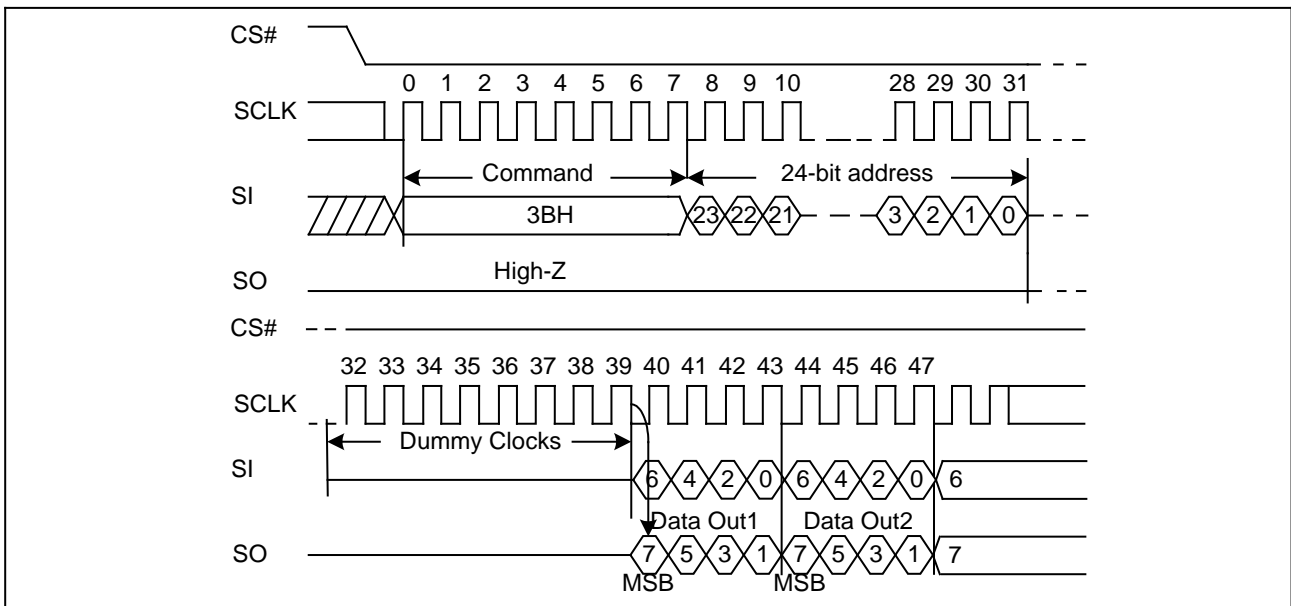 CS#
0 1 2 3 4 5 6 7 8 9 10 28 29 30 31
SCLK
Command 24-bit address
SI
3BH 23 22 21 3 2 1 0
High-Z
SO
CS#
32 33 34 35 36 37 38 39 40 41 42 43 44 45 46 47
SCLK
Dummy Clocks
SI
6 4 2 0 6 4 2 0 6
Data Out1 Data Out2
SO
7 5 3 1 7 5 3 1 7
MSB MSB